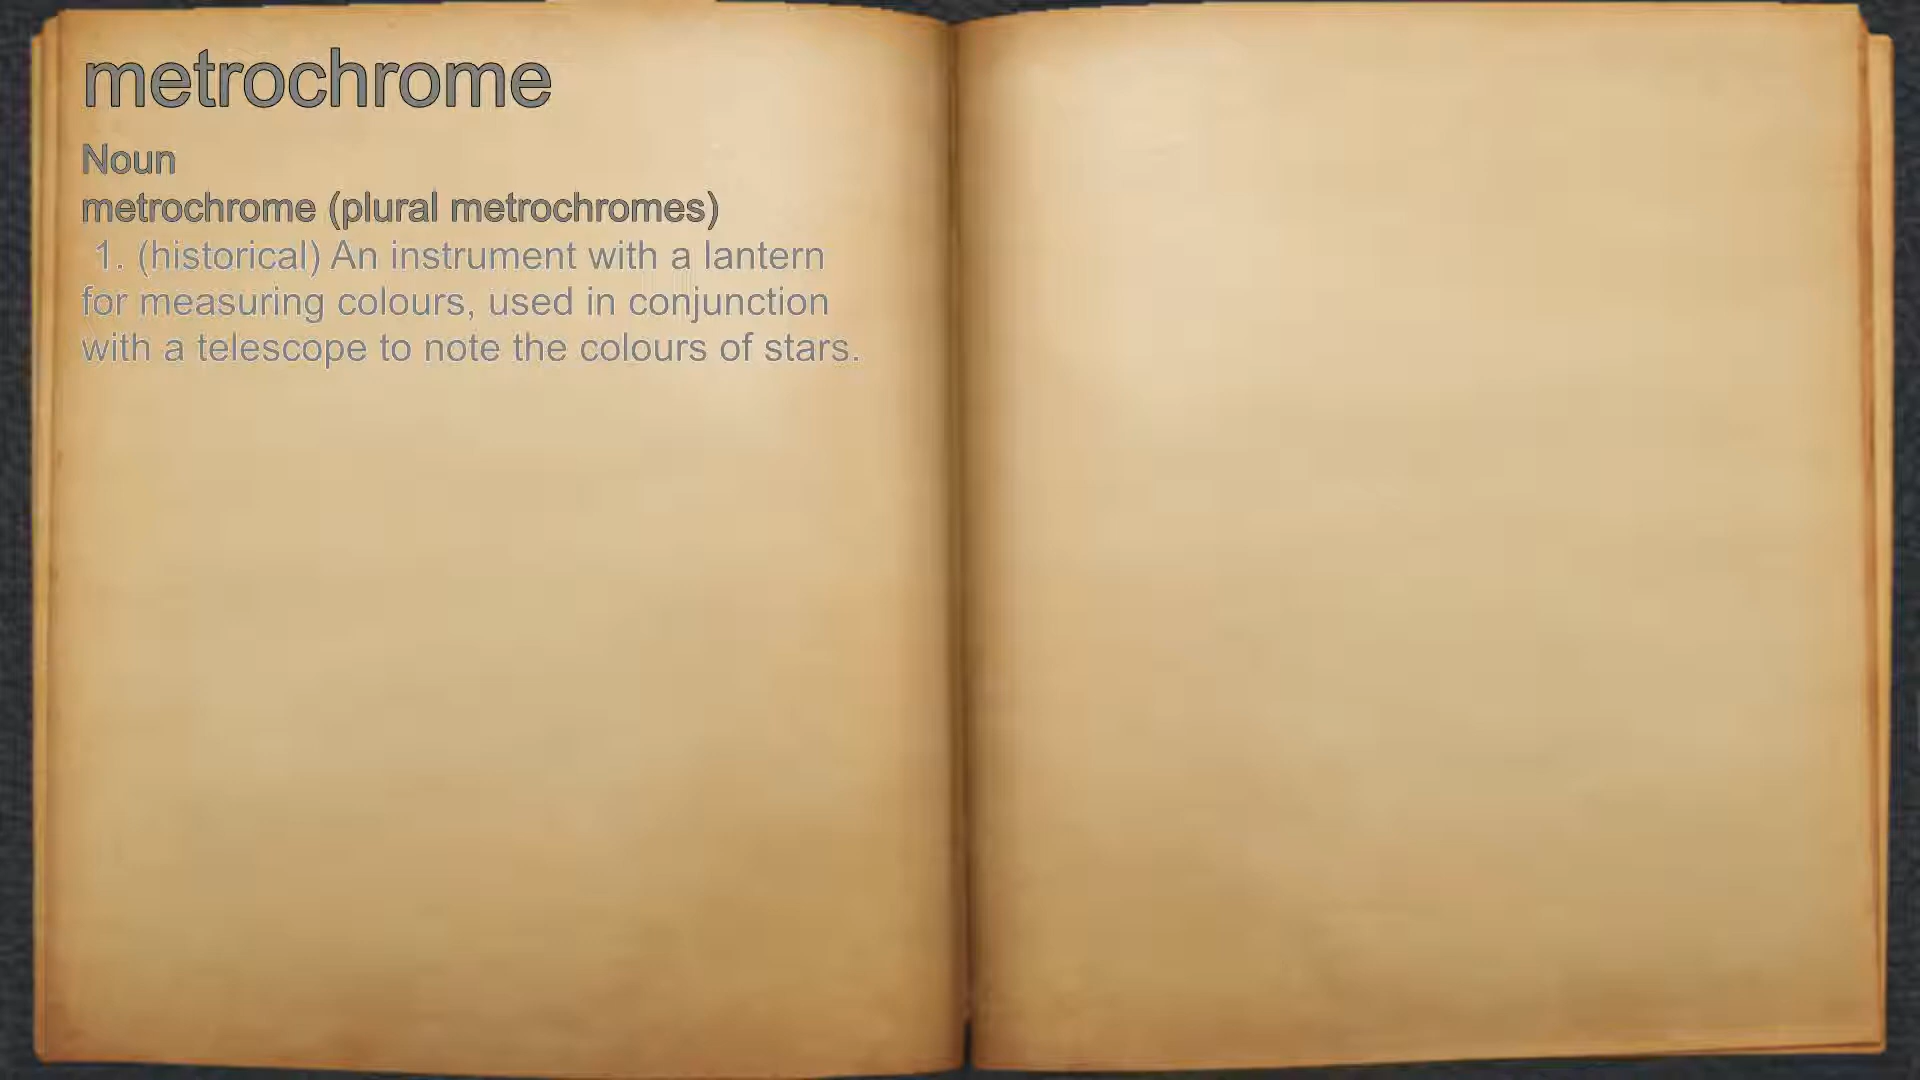 metrochrome
Noun
metrochrome (plural metrochromes)
1. (historical) An instrument with a lantern
for measuring colours, used in conjunction
with a telescope to note the colours of stars.